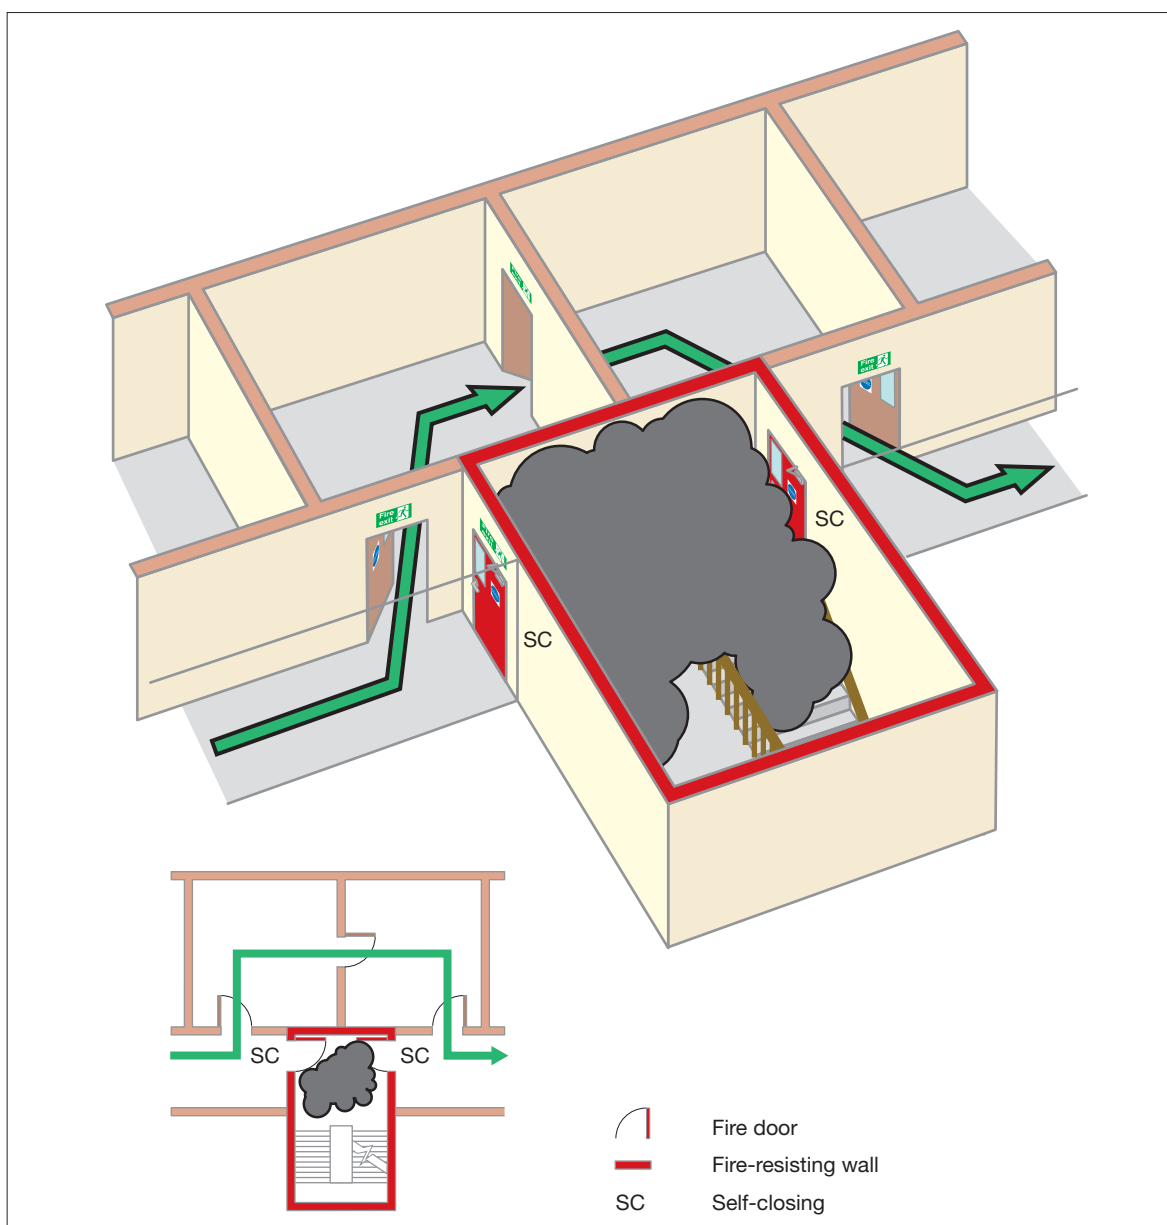 Fire
exit
Fire
exit
SC
SC
SC
SC
Fire door
Fire-resisting wall
SC
Self-closing